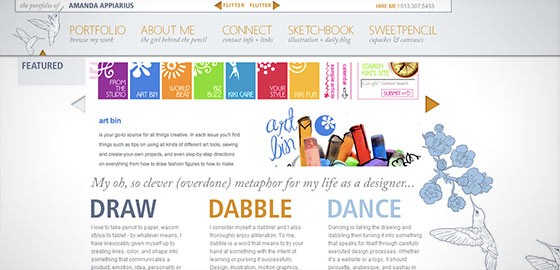 the portfolio of AMANDA APPIARIUS
FLITTER FLUTTER
HIRE ME | 513.307.5433
PORTFOLIO ABOUT ME CONNECT SKETCHBOOK SWEETPENCIL
browse my work the girl behind the pencil contact info + links illustration + daily blog cupcakes & canvases
FEATURED
FROM THE STUDIO
ART BIN
WORLD BEAT
BIZ BUZZ
KIKI CARE
YOUR STYLE
KIKI FUN
sample article
calendar
SEARCH
KIKI'S SITE
Google Custom Search
SUBMIT
art bin
is your go-to source for all things creative. In each issue you'll find
things such as tips on using all kinds of different art tools, sewing
and create-your-own projects, and even step-by-step directions
on everything from how to draw fashion figures to how to make
art bin
My oh, so clever (overdone) metaphor for my life as a designer...
DRAW DABBLE DANCE
I love to take pencil to paper, wacom
stylus to tablet - by whatever means, I
have inevitably given myself up to
creating lines, color, and shape into
something that communicates a
product, emotion, idea, personality or
I consider myself a dabbler and I also
thoroughly enjoy alliteration. To me,
dabble is a word that means to try your
hand at something with the intent of
learning or pursuing it successfully.
Design, illustration, motion graphics,
Dancing is taking the drawing and
dabbling then turning it into something
that speaks for itself through carefully
executed design processes. Whether
it's a website or a logo, it should
pirouette, arabesque, and sashay in